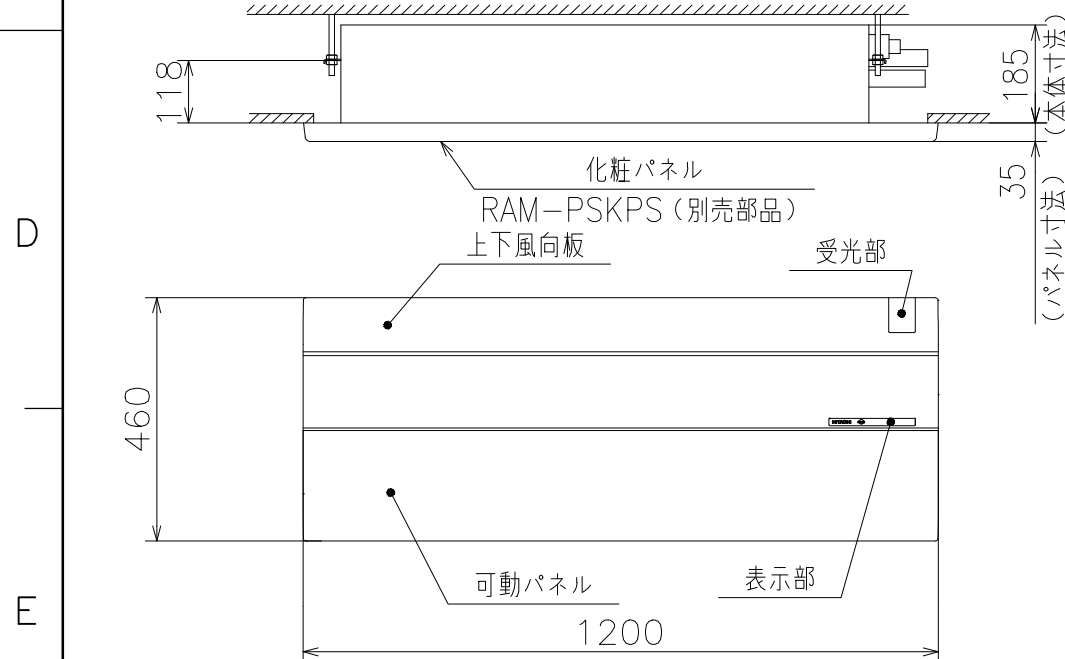 118
185
(本体寸法)
35
(パネル寸法)
化粧パネル
RAM-PSKPS(別売部品)
上下風向板
受光部
D
460
HITACHI
可動パネル
表示部
E
1200